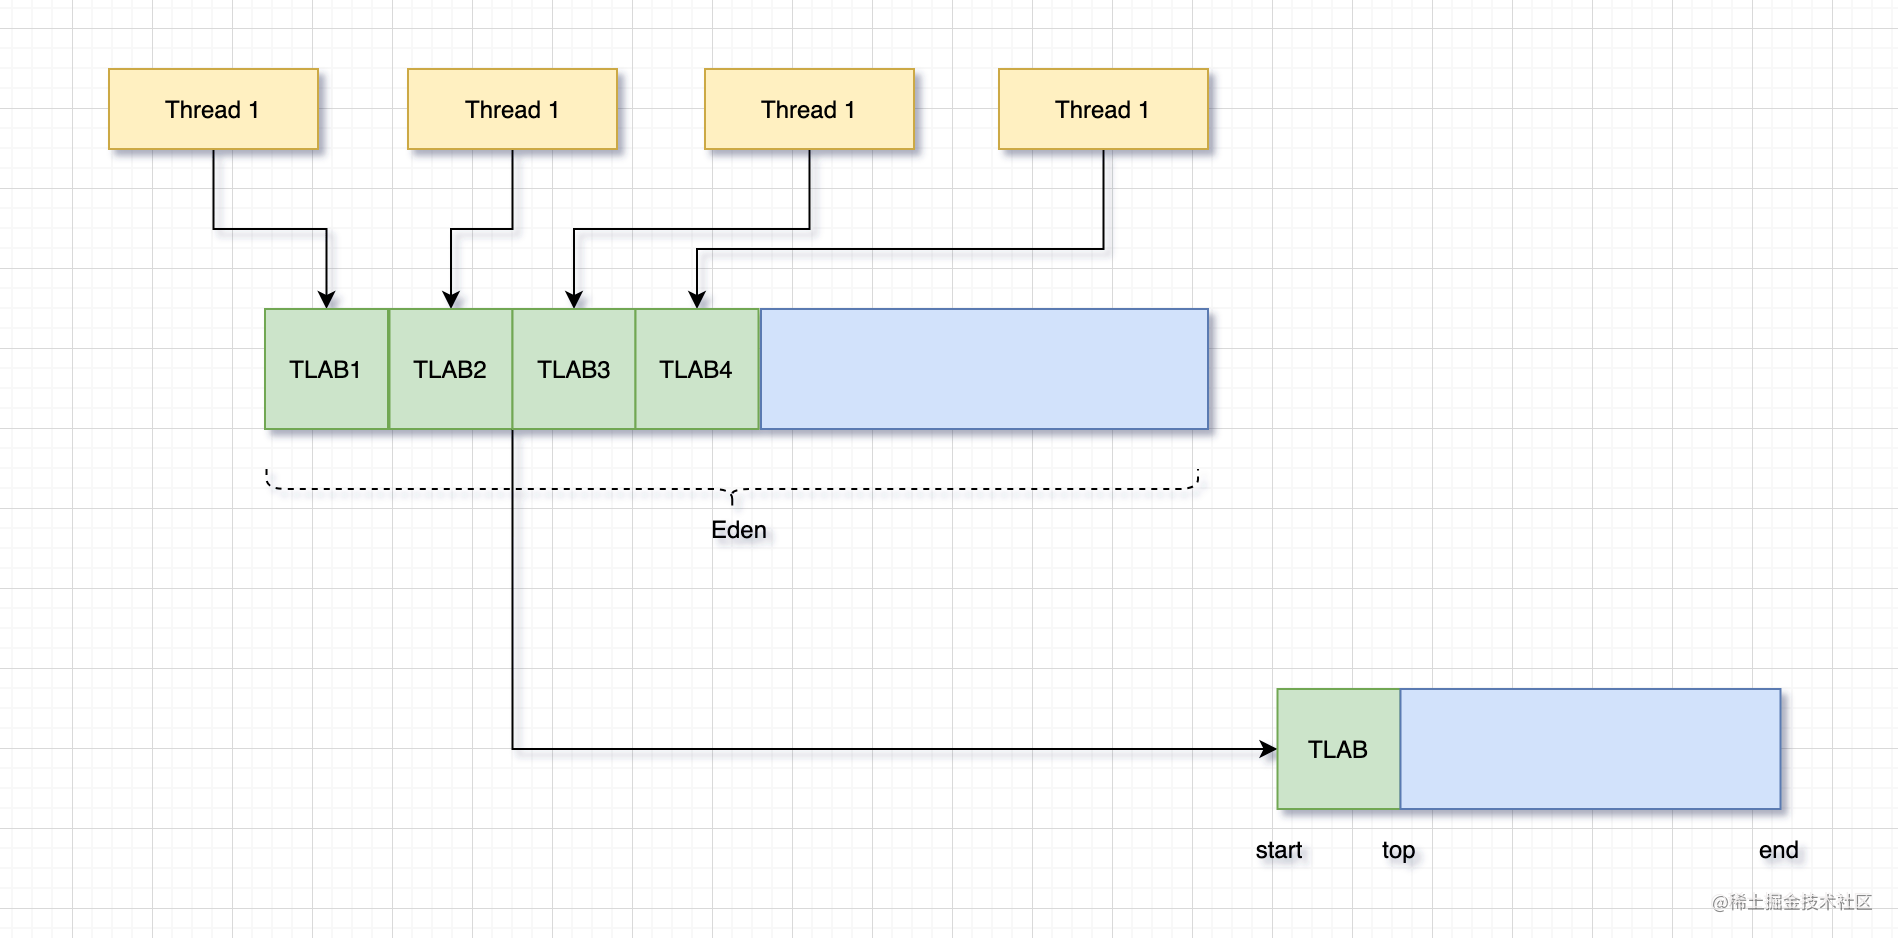 Thread 1
Thread 1
Thread 1
Thread 1
TLAB1
TLAB2
TLAB3
TLAB4
Eden
TLAB
start
top
end
@稀土掘金技术社区